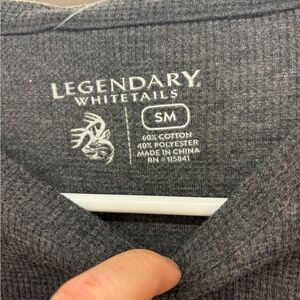 LEGENDARY®
WHITETAILS
SM
60% COTTON
40% POLYESTER
MADE IN CHINA
RN # 115841